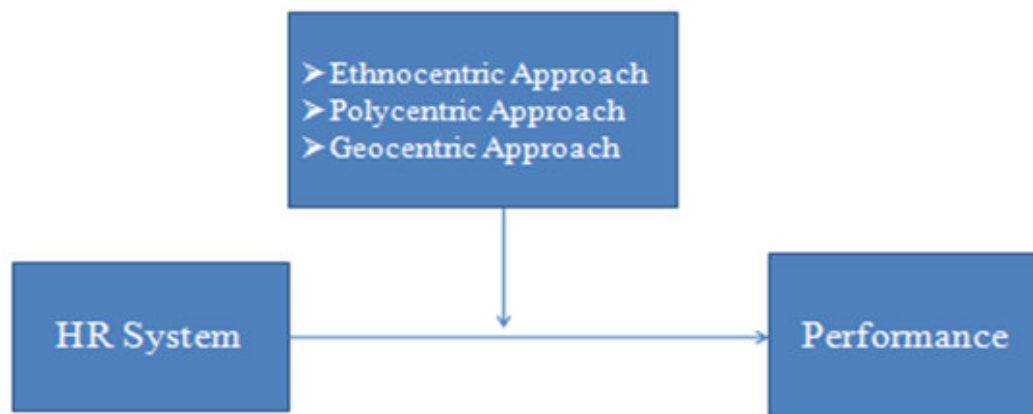 ➢Ethnocentric Approach
➢Polycentric Approach
➢Geocentric Approach
HR System
Performance